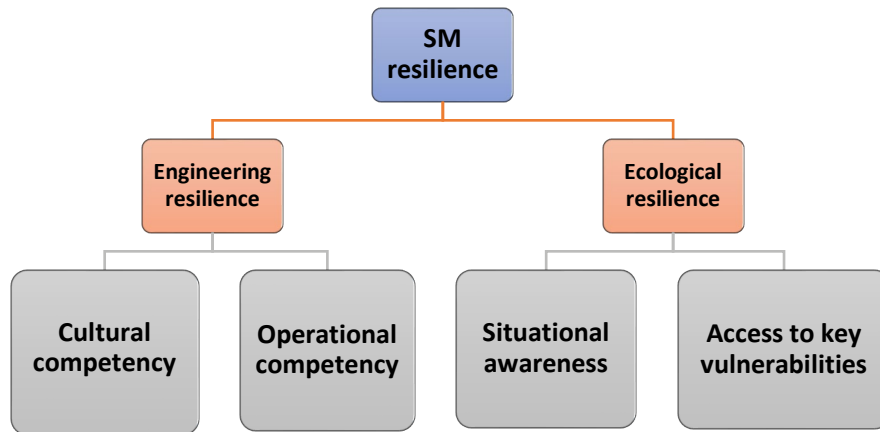 SM
resilience
Engineering
resilience
Ecological
resilience
Cultural
competency
Operational
competency
Situational
awareness
Access to key
vulnerabilities